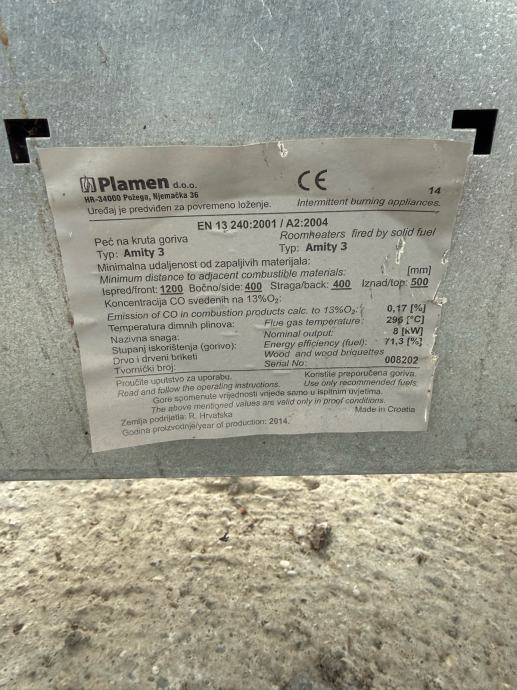 Plamen d.o.o.
HR-34000 Požega, Njemačka 36
CE
14
Uređaj je predviđen za povremeno loženje. Intermittent burning appliances.
EN 13 240:2001 / A2:2004
Peć na kruta goriva Roomheaters fired by solid fuel
Typ: Amity 3 Typ: Amity 3
Minimalna udaljenost od zapaljivih materijala:
Minimum distance to adjacent combustible materials: [mm]
Ispred/front: 1200 Bočno/side: 400 Straga/back: 400 Iznad/top: 500
Koncentracija CO svedenih na 13%O₂:
Emission of CO in combustion products calc. to 13%O₂: 0,17 [%]
Temperatura dimnih plinova: Flue gas temperature: 296 [°C]
Nazivna snaga: Nominal output: 8 [kW]
Stupanj iskorištenja (gorivo): Energy efficiency (fuel): 71,3 [%]
Drvo i drveni briketi Wood and wood briquettes
Tvornički broj: Serial No: 008202
Proučite uputstvo za uporabu. Koristite preporučena goriva.
Read and follow the operating instructions. Use only recommended fuels.
Gore spomenute vrijednosti vrijede samo u ispitnim uvjetima.
The above mentioned values are valid only in proof conditions.
Zemlja podrijetla: R. Hrvatska Made in Croatia
Godina proizvodnje/year of production: 2014.